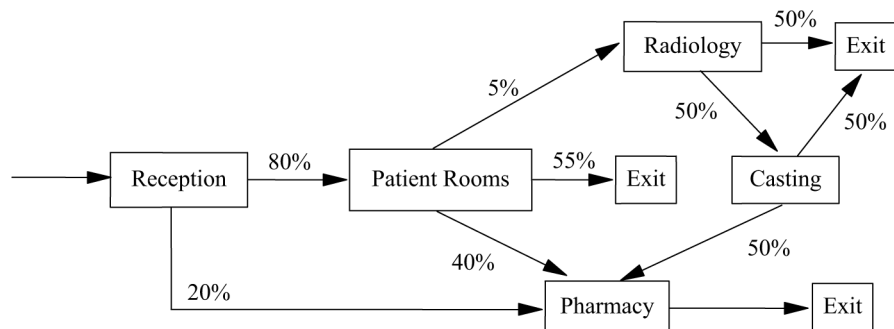 50%
Radiology
Exit
5%
50%
50%
80%
55%
Reception
Patient Rooms
Exit
Casting
40%
50%
20%
Pharmacy
Exit